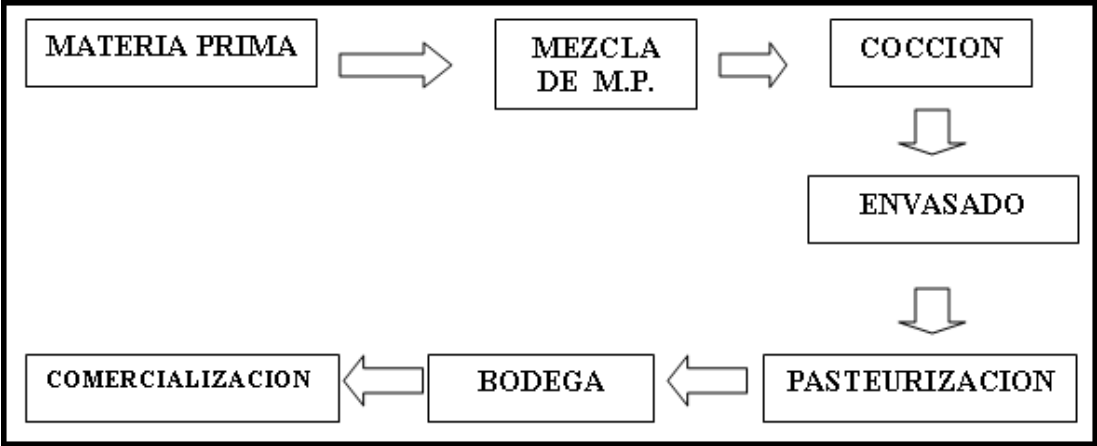 MATERIA PRIMA
MEZCLA
DE M.P.
COCCION
ENVASADO
PASTEURIZACION
BODEGA
COMERCIALIZACION